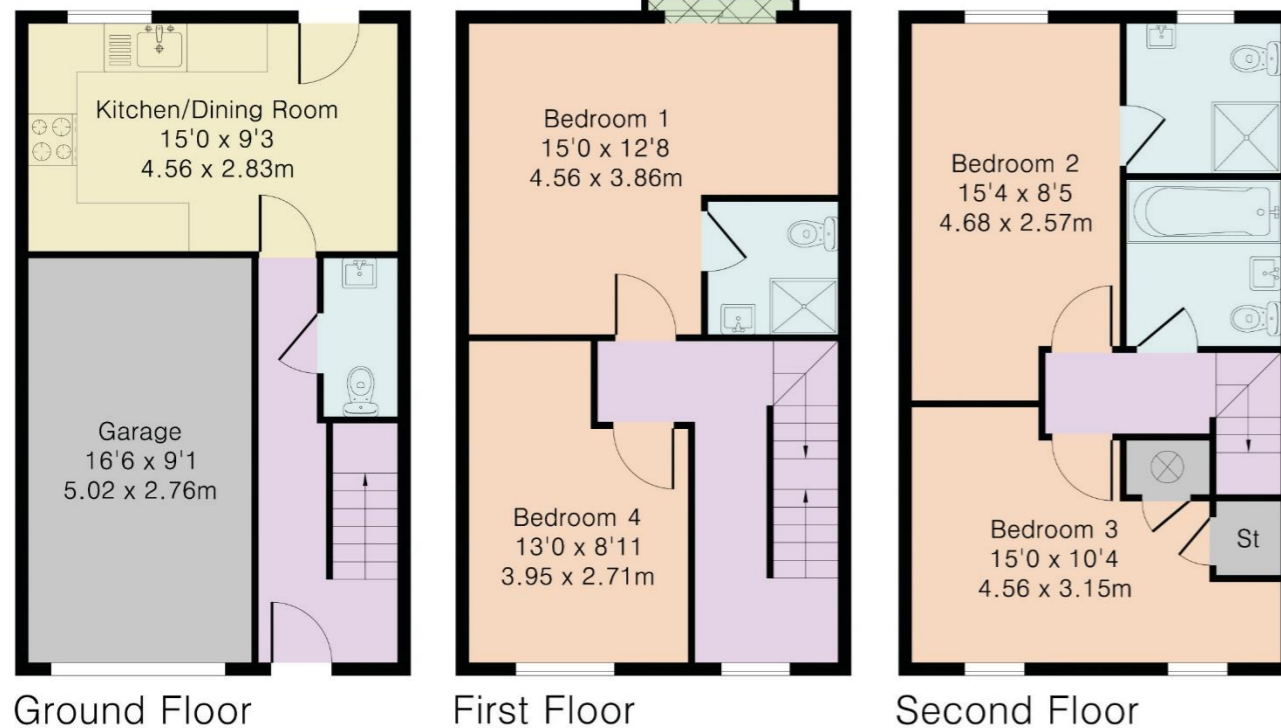 Kitchen/Dining Room
15'0 x 9'3
4.56 x 2.83m
Garage
16'6 x 9'1
5.02 x 2.76m
Ground Floor
Bedroom 1
15'0 x 12'8
4.56 x 3.86m
Bedroom 4
13'0 x 8'11
3.95 x 2.71m
First Floor
Bedroom 2
15'4 x 8'5
4.68 x 2.57m
Bedroom 3
15'0 x 10'4
4.56 x 3.15m
St
Second Floor